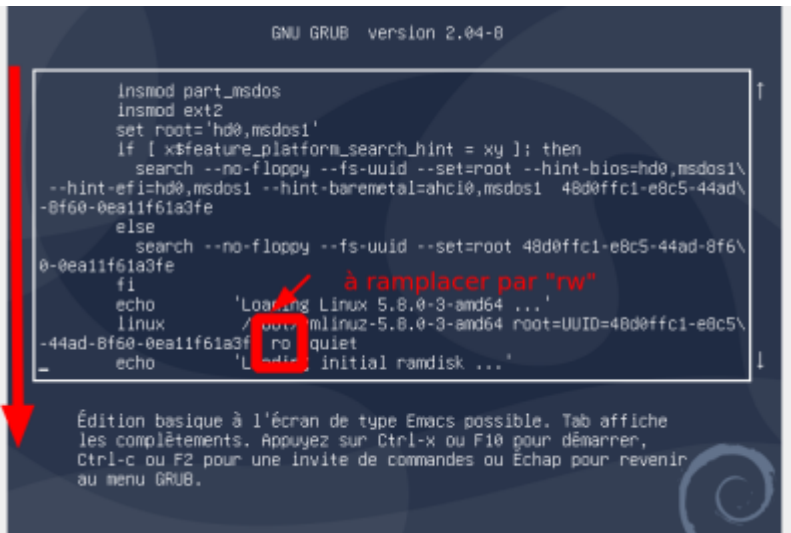 GNU GRUB version 2.04-8
insmod part_msdos
insmod ext2
set root='hd0,msdos1'
if [ x$feature_platform_search_hint = xy ]; then
search --no-floppy --fs-uuid --set=root --hint-bios=hd0,msdos1\
--hint-efi=hd0,msdos1 --hint-baremetal=ahci0,msdos1 48d0ffc1-e8c5-44ad\
-8f60-0ea11f61a3fe
else
search --no-floppy --fs-uuid --set=root 48d0ffc1-e8c5-44ad-8f6\
0-0ea11f61a3fe
fi
à ramplacer par "rw"
echo 'Loading Linux 5.8.0-3-amd64 ...'
linux /boot/vmlinuz-5.8.0-3-amd64 root=UUID=48d0ffc1-e8c5\
-44ad-8f60-0ea11f61a3fe ro quiet
echo 'Loading initial ramdisk ...'
Édition basique à l'écran de type Emacs possible. Tab affiche
les complètements. Appuyez sur Ctrl-x ou F10 pour démarrer,
Ctrl-c ou F2 pour une invite de commandes ou Échap pour revenir
au menu GRUB.